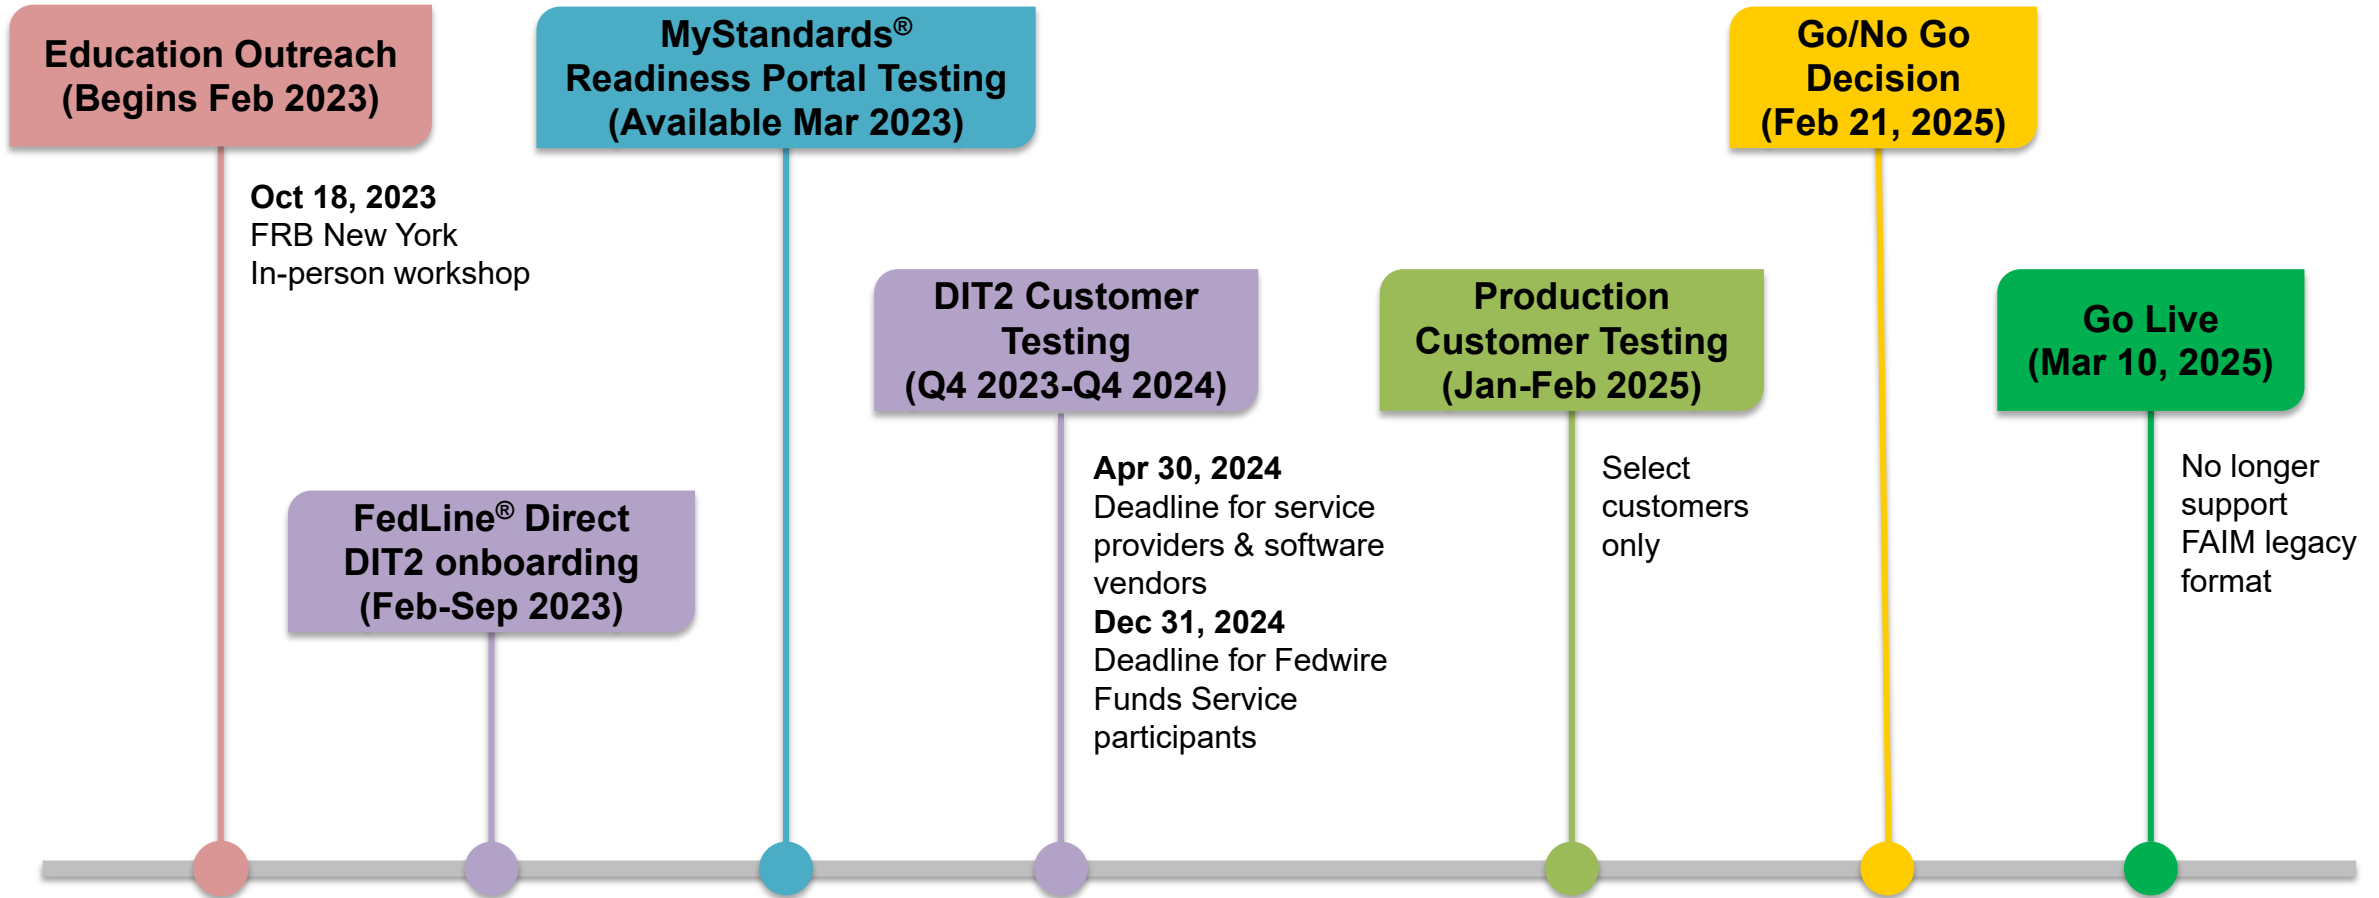 Education Outreach
(Begins Feb 2023)
Oct 18, 2023
FRB New York
In-person workshop
FedLine® Direct
DIT2 onboarding
(Feb-Sep 2023)
MyStandards®
Readiness Portal Testing
(Available Mar 2023)
DIT2 Customer
Testing
(Q4 2023-Q4 2024)
Apr 30, 2024
Deadline for service
providers & software
vendors
Dec 31, 2024
Deadline for Fedwire
Funds Service
participants
Production
Customer Testing
(Jan-Feb 2025)
Select
customers
only
Go/No Go
Decision
(Feb 21, 2025)
Go Live
(Mar 10, 2025)
No longer
support
FAIM legacy
format